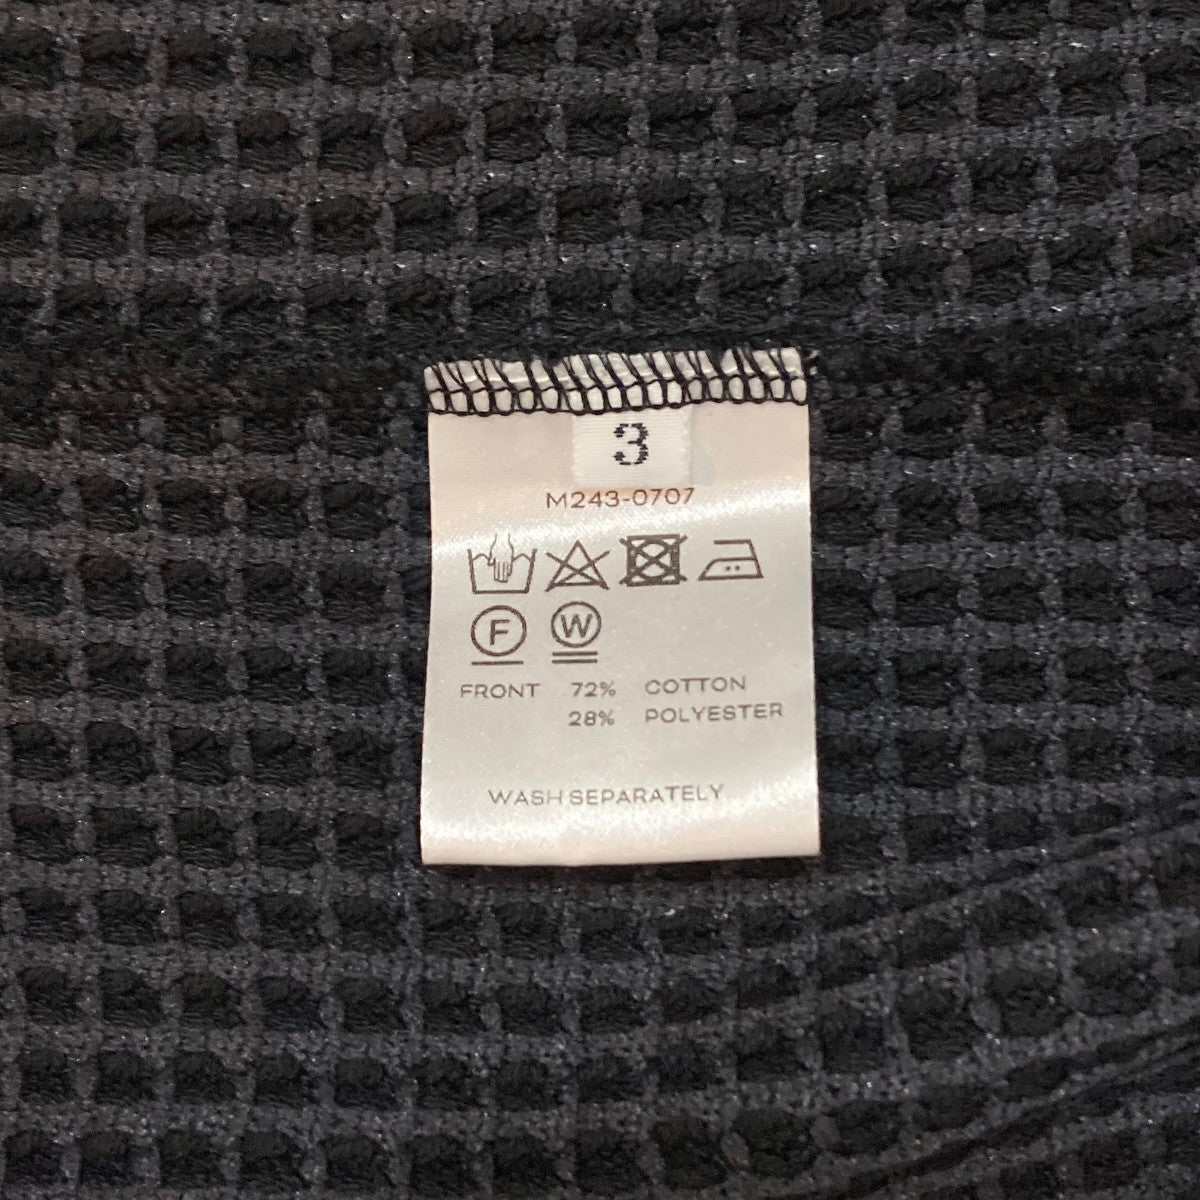 3
M243-0707
F W
FRONT 72% COTTON
28% POLYESTER
WASH SEPARATELY